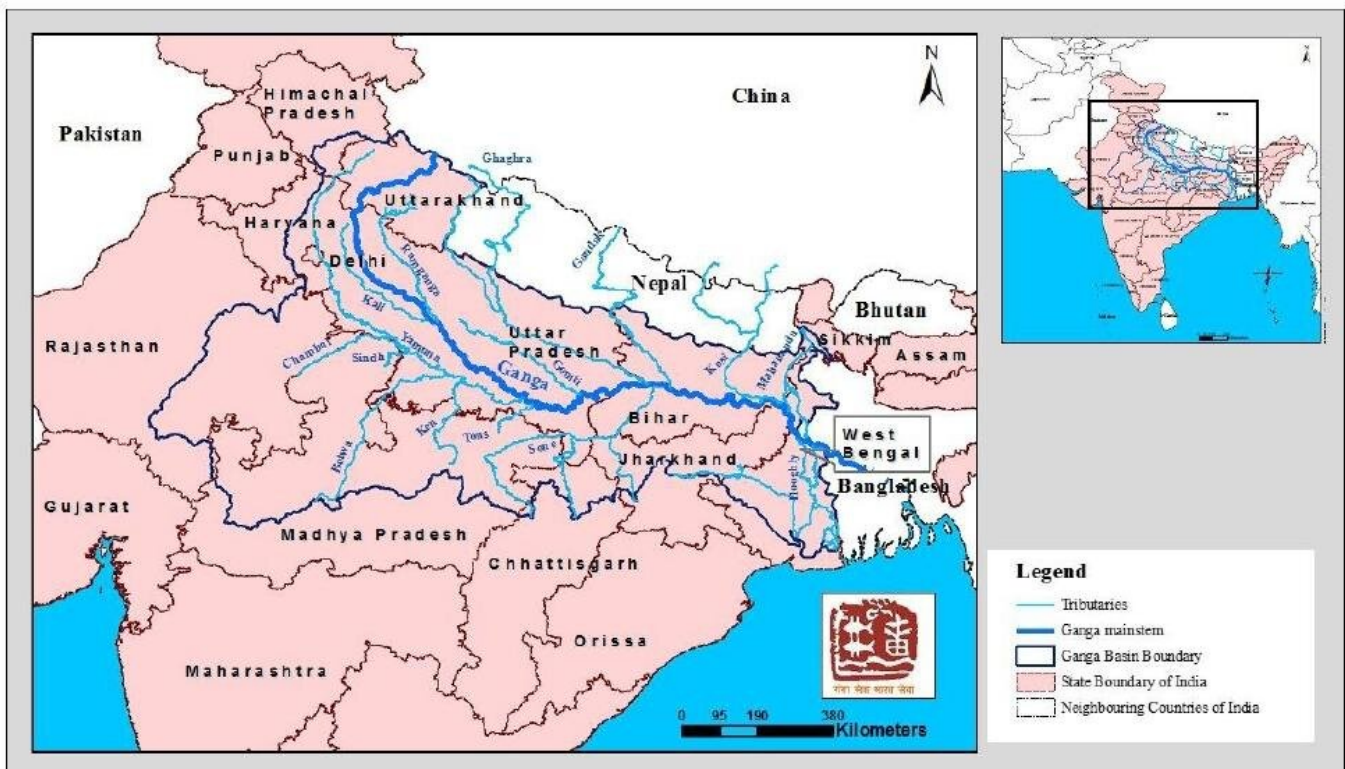 N
Himachal
Pradesh
China
Pakistan
Punjab
Ghaghra
Uttarakhand
Haryana
Delhi
Ramganga
Gandak
Nepal
Bhutan
Kali
Uttar
Pradesh
Sikkim
Assam
Rajasthan
Chambal
Sindh
Yamuna
Ganga
Gomti
Kosi
Mahananda
Bihar
Betwa
Ken
Tons
Sone
Jharkhand
West
Bengal
Hooghly
Bangladesh
Gujarat
Madhya Pradesh
Chhattisgarh
Orissa
Maharashtra
0 95 190 380
Kilometers
N
Legend
Tributaries
Ganga mainstem
Ganga Basin Boundary
State Boundary of India
Neighbouring Countries of India